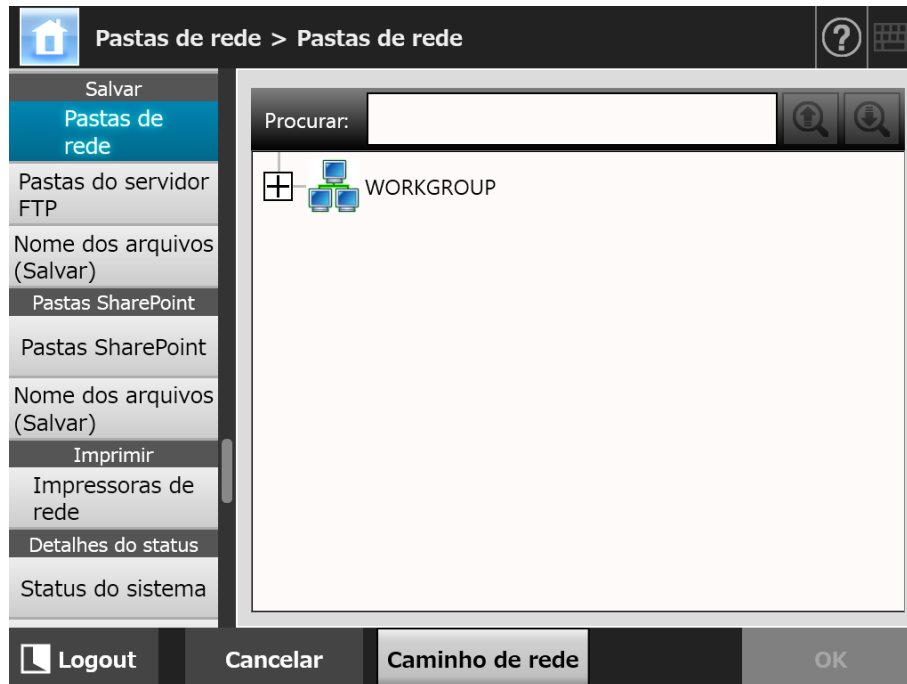 Pastas de rede > Pastas de rede
?
Salvar
Pastas de
rede
Pastas do servidor
FTP
Nome dos arquivos
(Salvar)
Pastas SharePoint
Pastas SharePoint
Nome dos arquivos
(Salvar)
Imprimir
Impressoras de
rede
Detalhes do status
Status do sistema
Procurar:
WORKGROUP
Logout
Cancelar
Caminho de rede
OK